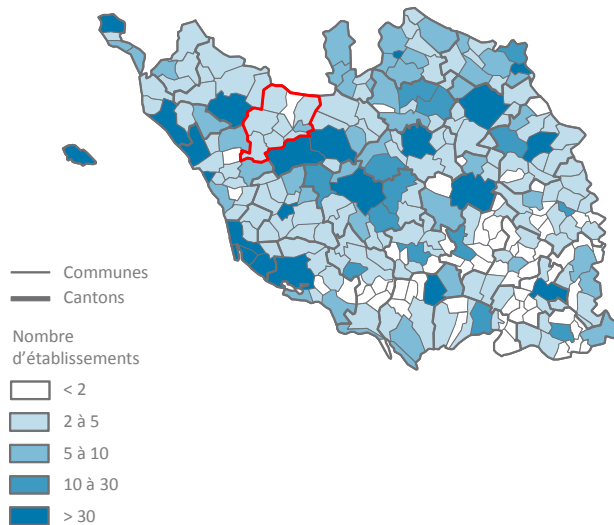 Communes
Cantons
Nombre
d’établissements
< 2
2 à 5
5 à 10
10 à 30
> 30